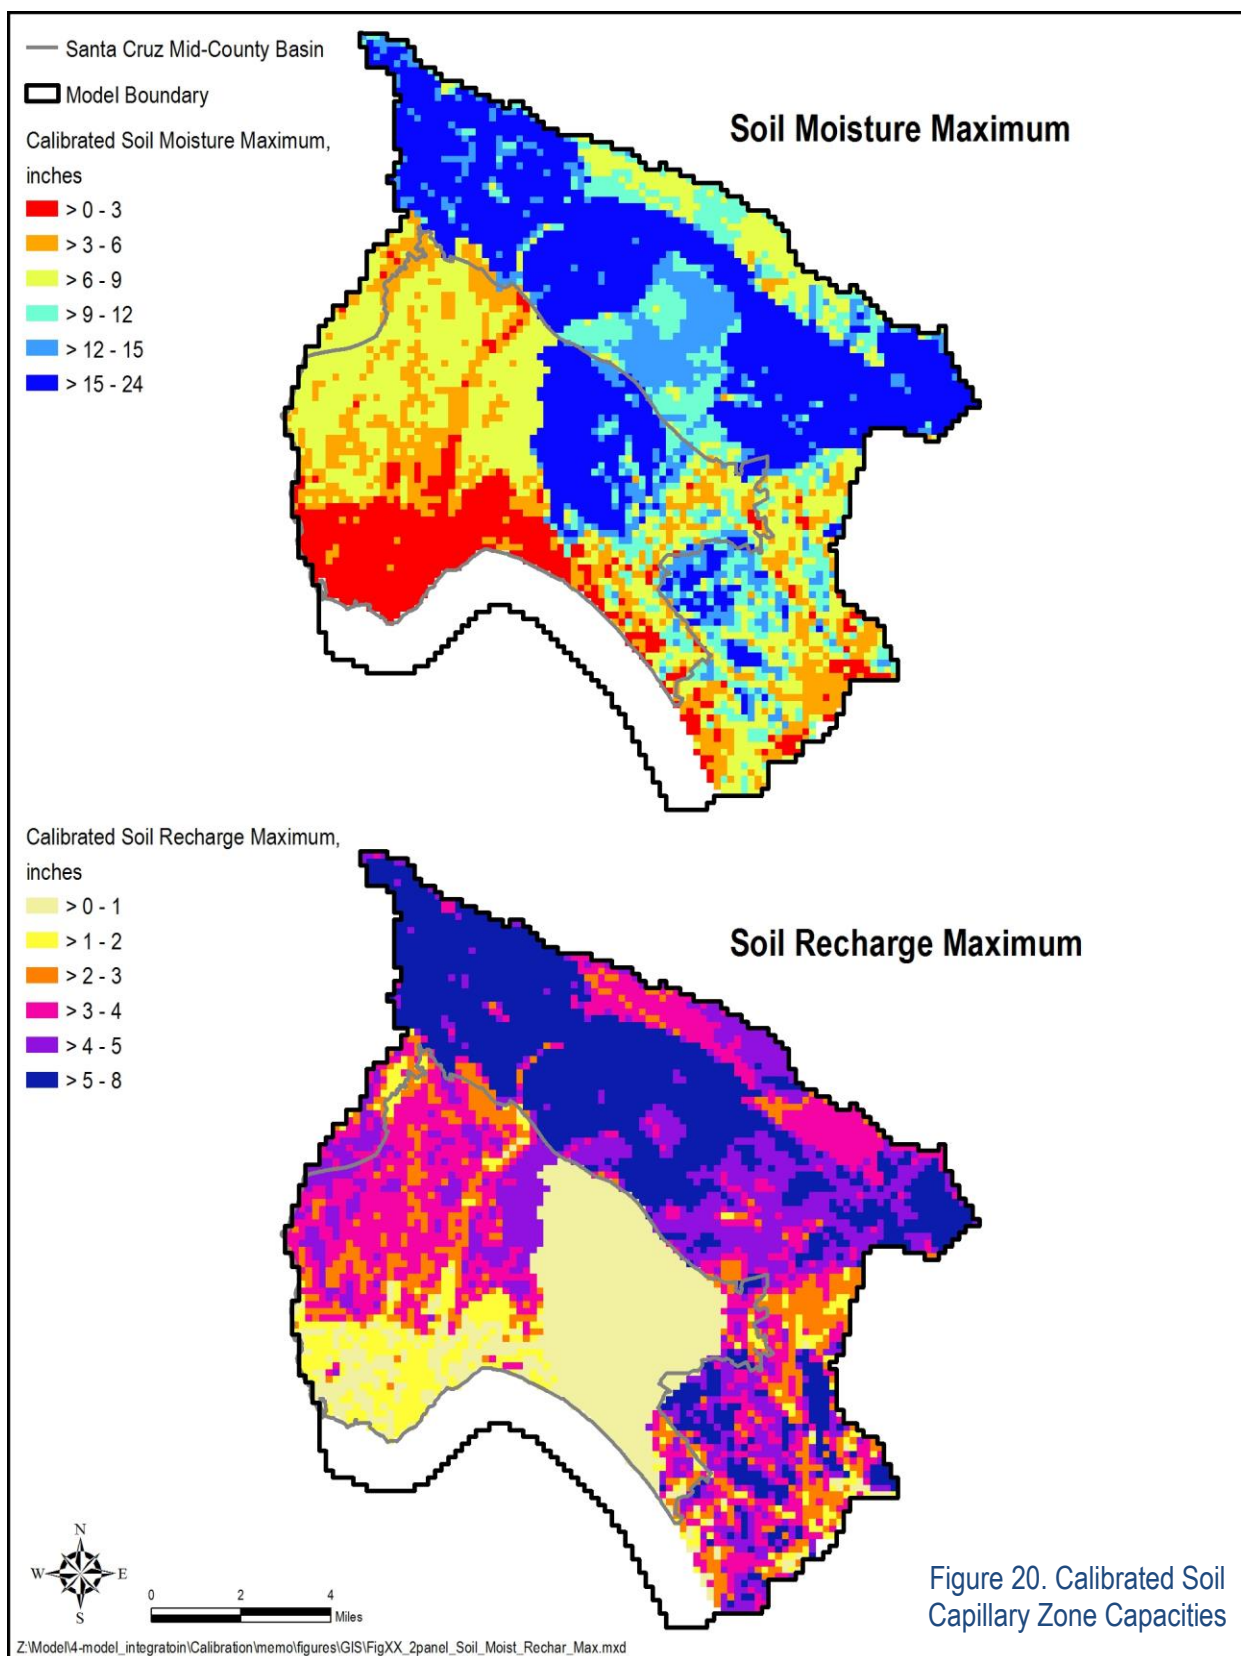 Santa Cruz Mid-County Basin
Model Boundary
Calibrated Soil Moisture Maximum,
inches
> 0 - 3
> 3 - 6
> 6 - 9
> 9 - 12
> 12 - 15
> 15 - 24
Soil Moisture Maximum
Calibrated Soil Recharge Maximum,
inches
> 0 - 1
> 1 - 2
> 2 - 3
> 3 - 4
> 4 - 5
> 5 - 8
Soil Recharge Maximum
N
W E
S
0 2 4
Miles
Figure 20. Calibrated Soil
Capillary Zone Capacities
Z:\Model\4-model_integratoin\Calibration\memo\figures\GIS\FigXX_2panel_Soil_Moist_Rechar_Max.mxd